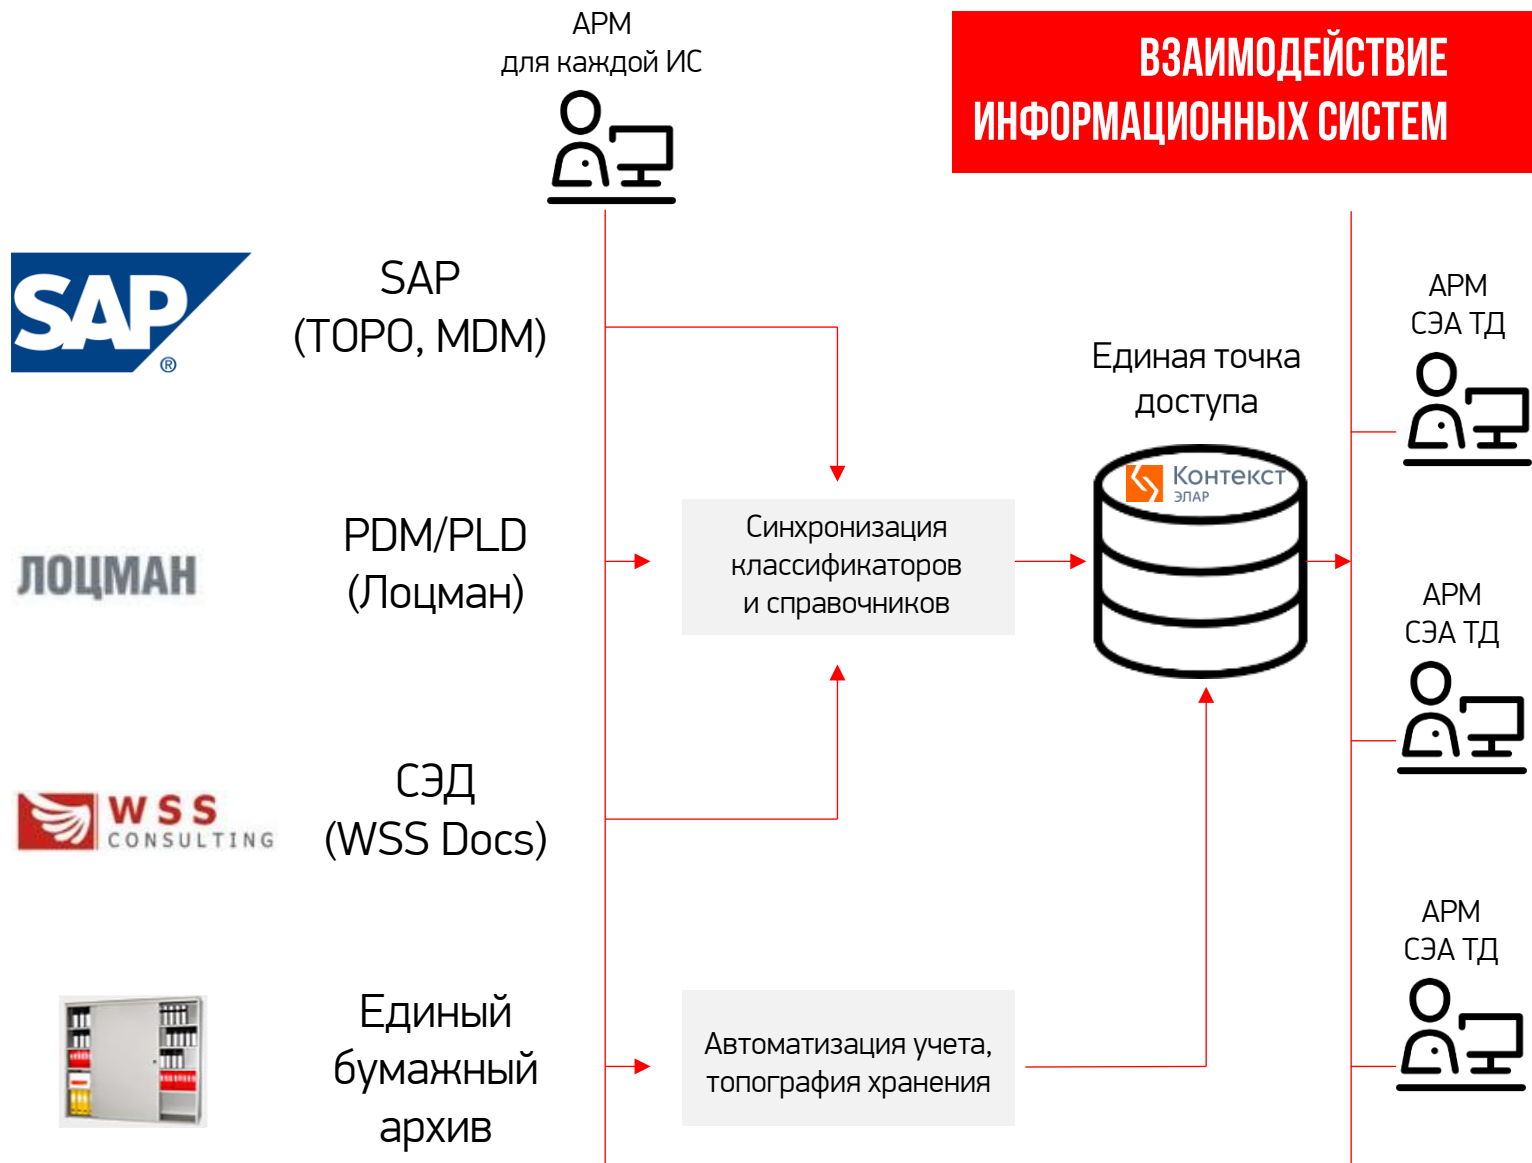 АРМ
для каждой ИС
ВЗАИМОДЕЙСТВИЕ
ИНФОРМАЦИОННЫХ СИСТЕМ
SAP
®
SAP
(ТОРО, MDM)
АРМ
СЭА ТД
Единая точка
доступа
Контекст
ЭЛАР
ЛОЦМАН
PDM/PLD
(Лоцман)
Синхронизация
классификаторов
и справочников
АРМ
СЭА ТД
WSS
CONSULTING
СЭД
(WSS Docs)
Единый
бумажный
архив
Автоматизация учета,
топография хранения
АРМ
СЭА ТД